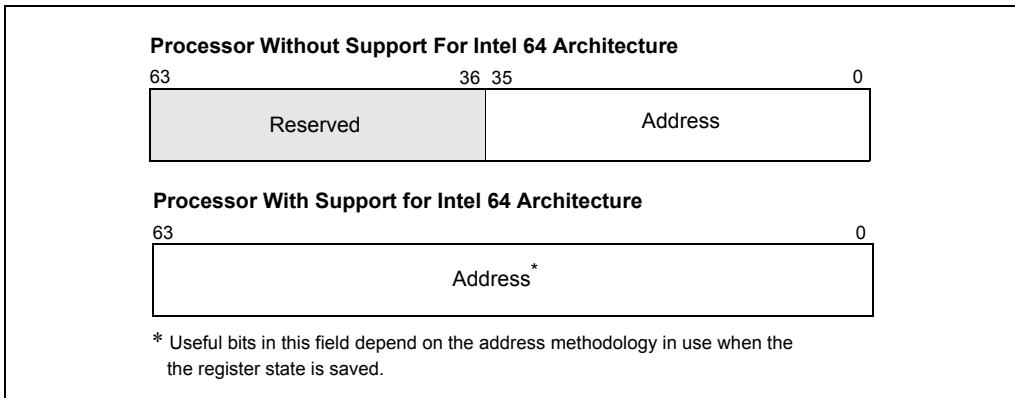 Processor Without Support For Intel 64 Architecture
63 36 35 0
Reserved Address
Processor With Support for Intel 64 Architecture
63 0
Address*
* Useful bits in this field depend on the address methodology in use when the
the register state is saved.